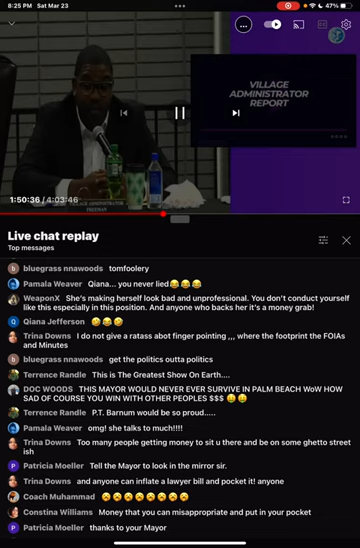 8:25 PM Sat Mar 23
47%
VILLAGE
ADMINISTRATOR
REPORT
VILLAGE ADMINISTRATOR
FREEMAN
1:50:36 / 4:03:46
Live chat replay
Top messages
bluegrass nnawoods tomfoolery
Pamala Weaver Qiana... you never lied😂😂😂
WeaponX She's making herself look bad and unprofessional. You don't conduct yourself
like this especially in this position. And anyone who backs her it's a money grab!
Qiana Jefferson 🤣😂🤣
Trina Downs I do not give a ratass abot finger pointing ,,, where the footprint the FOIAs
and Minutes
bluegrass nnawoods get the politics outta politics
Terrence Randle This is The Greatest Show On Earth....
DOC WOODS THIS MAYOR WOULD NEVER EVER SURVIVE IN PALM BEACH WoW HOW
SAD OF COURSE YOU WIN WITH OTHER PEOPLES $$$ 🤑🤑
Terrence Randle P.T. Barnum would be so proud.....
Pamala Weaver omg! she talks to much!!!!
Trina Downs Too many people getting money to sit u there and be on some ghetto street
ish
Patricia Moeller Tell the Mayor to look in the mirror sir.
Trina Downs and anyone can inflate a lawyer bill and pocket it! anyone
Coach Muhammad 😢😢😢😢😢😢😢😢
Constina Williams Money that you can misappropriate and put in your pocket
Patricia Moeller thanks to your Mayor